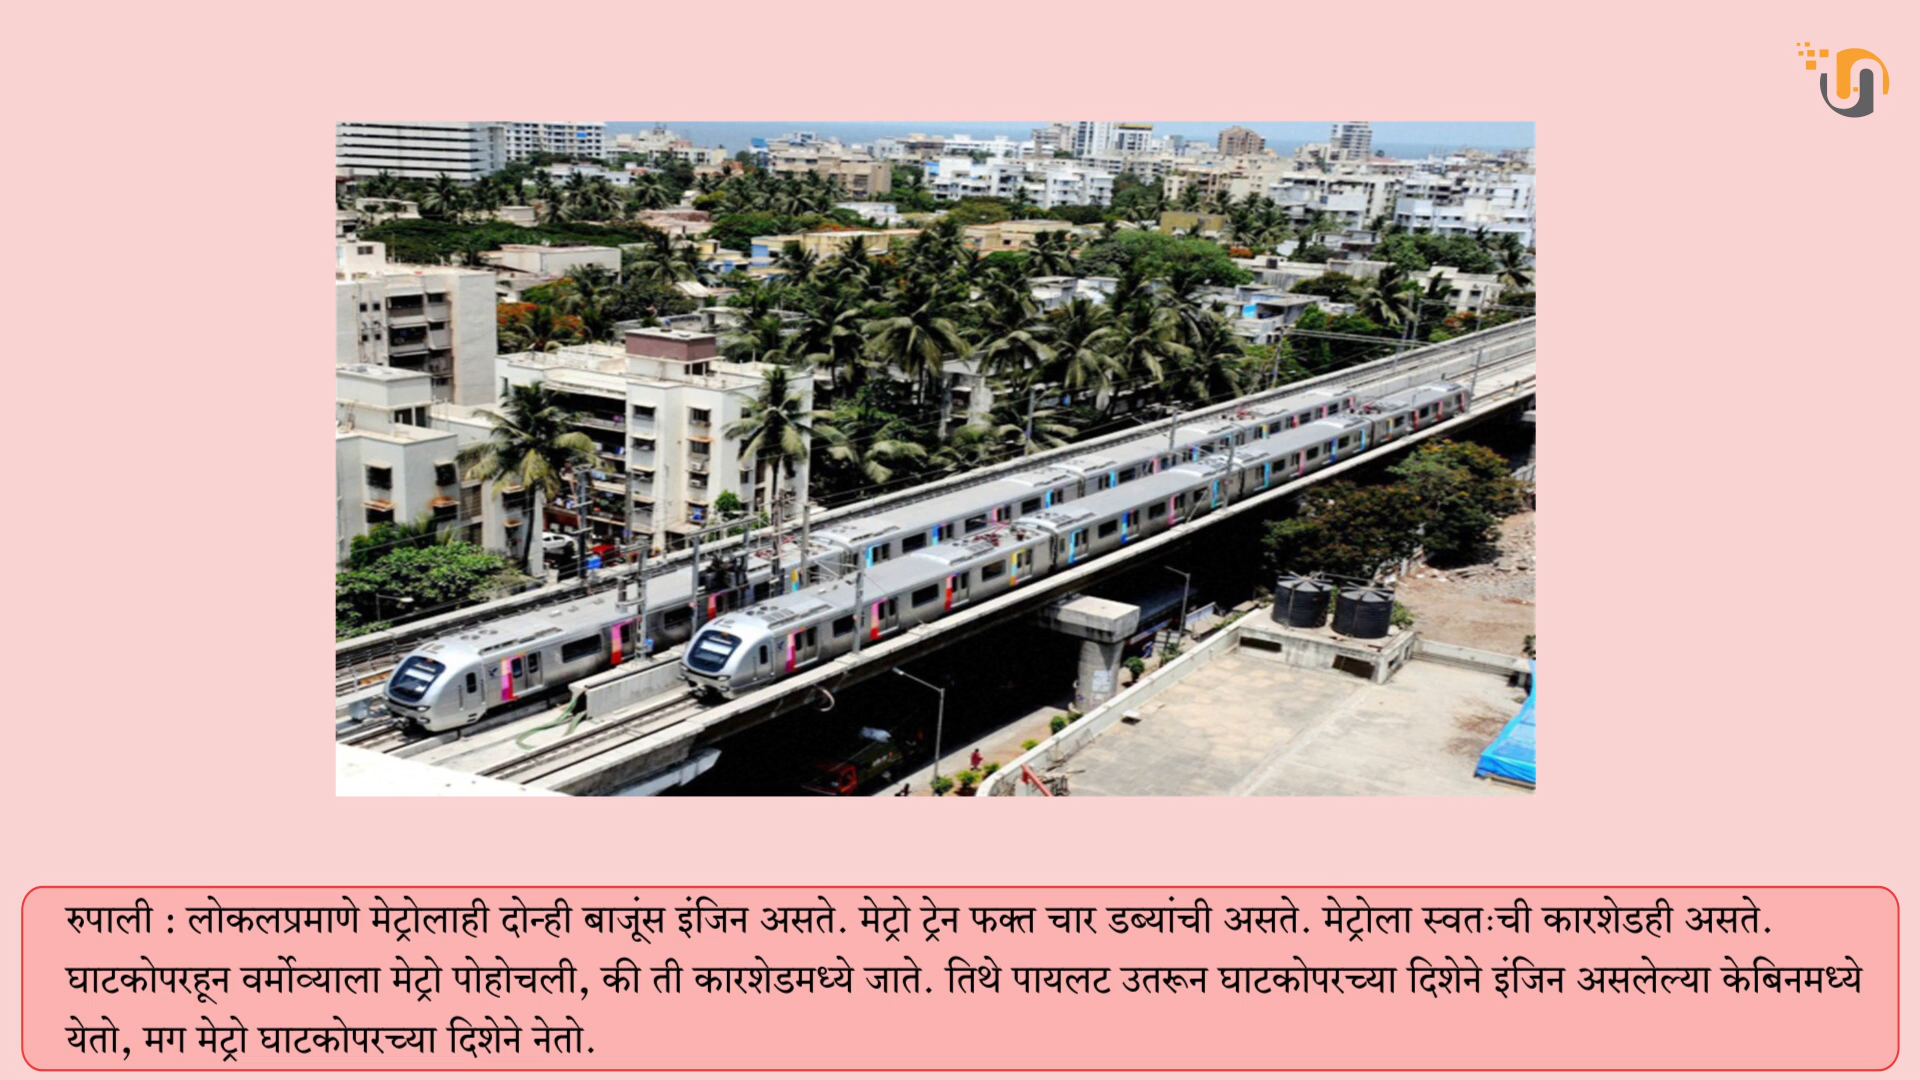 रुपाली : लोकलप्रमाणे मेट्रोलाही दोन्ही बाजूंस इंजिन असते. मेट्रो ट्रेन फक्त चार डब्यांची असते. मेट्रोला स्वतःची कारशेडही असते.
घाटकोपरहून वर्मोव्याला मेट्रो पोहोचली, की ती कारशेडमध्ये जाते. तिथे पायलट उतरून घाटकोपरच्या दिशेने इंजिन असलेल्या केबिनमध्ये
येतो, मग मेट्रो घाटकोपरच्या दिशेने नेतो.